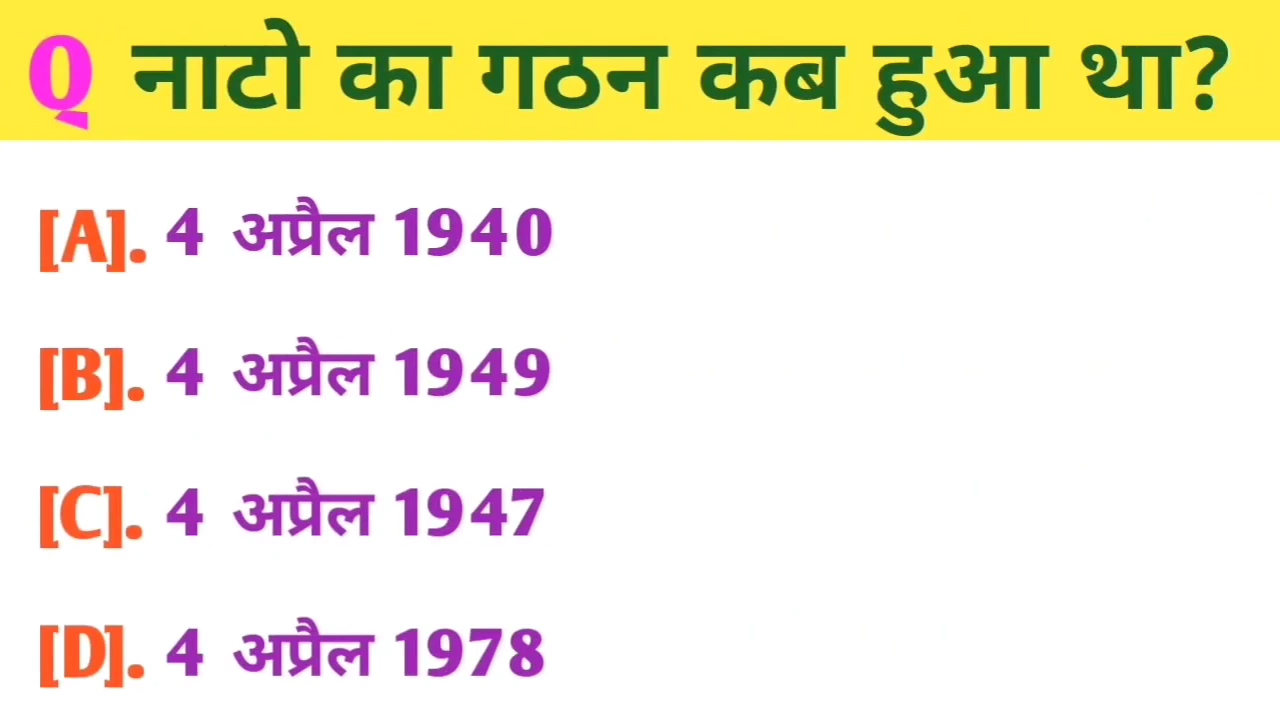 Q नाटो का गठन कब हुआ था?
[A]. 4 अप्रैल 1940
[B]. 4 अप्रैल 1949
[C]. 4 अप्रैल 1947
[D]. 4 अप्रैल 1978